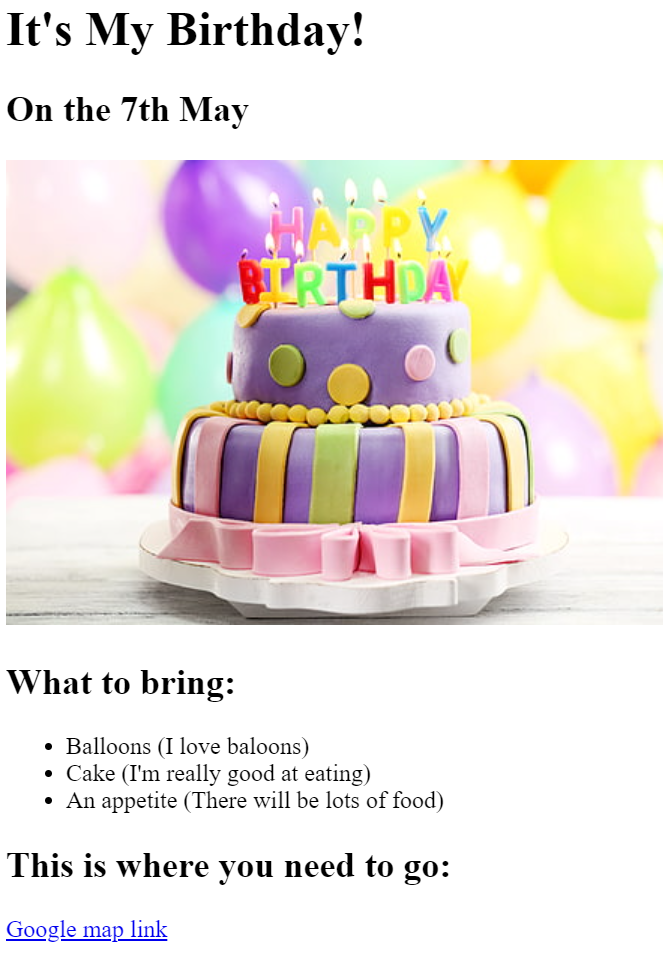 It's My Birthday!
On the 7th May
HAPPY
BIRTHDAY
What to bring:
Balloons (I love baloons)
Cake (I'm really good at eating)
An appetite (There will be lots of food)
This is where you need to go:
Google map link